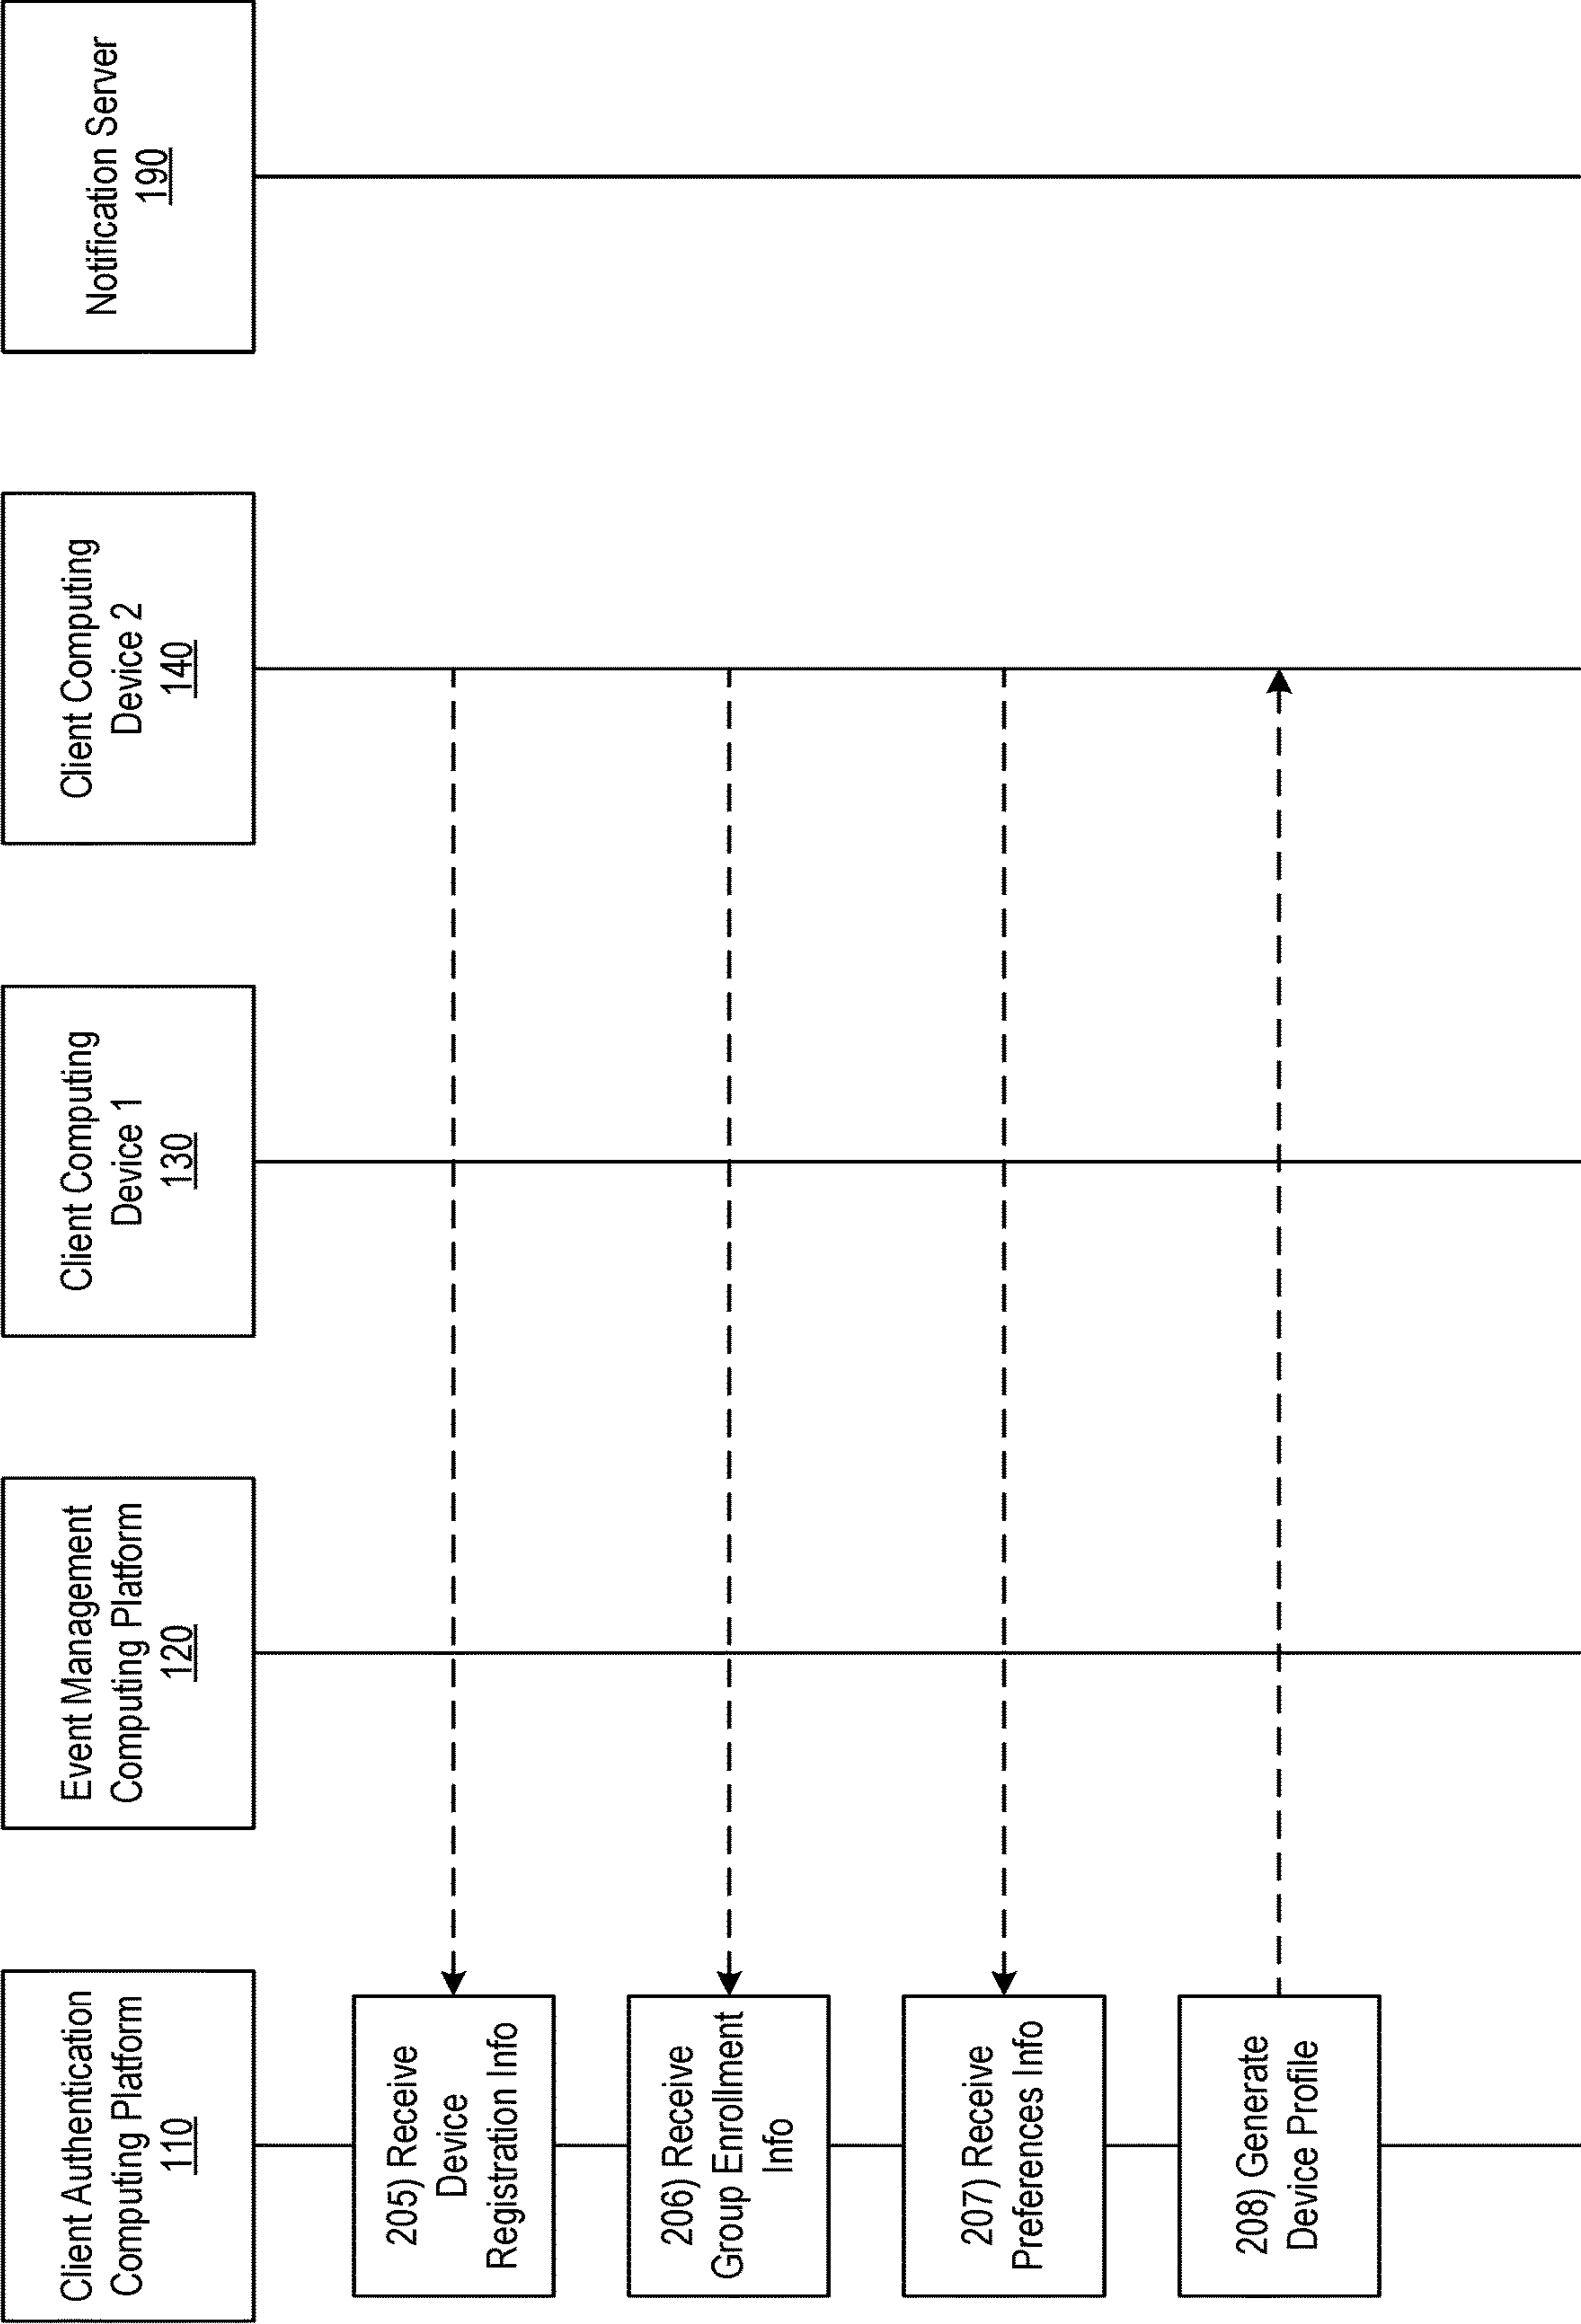 Client Authentication
Computing Platform
110
Event Management
Computing Platform
120
Client Computing
Device 1
130
Client Computing
Device 2
140
Notification Server
190
205) Receive
Device
Registration Info
206) Receive
Group Enrollment
Info
207) Receive
Preferences Info
208) Generate
Device Profile